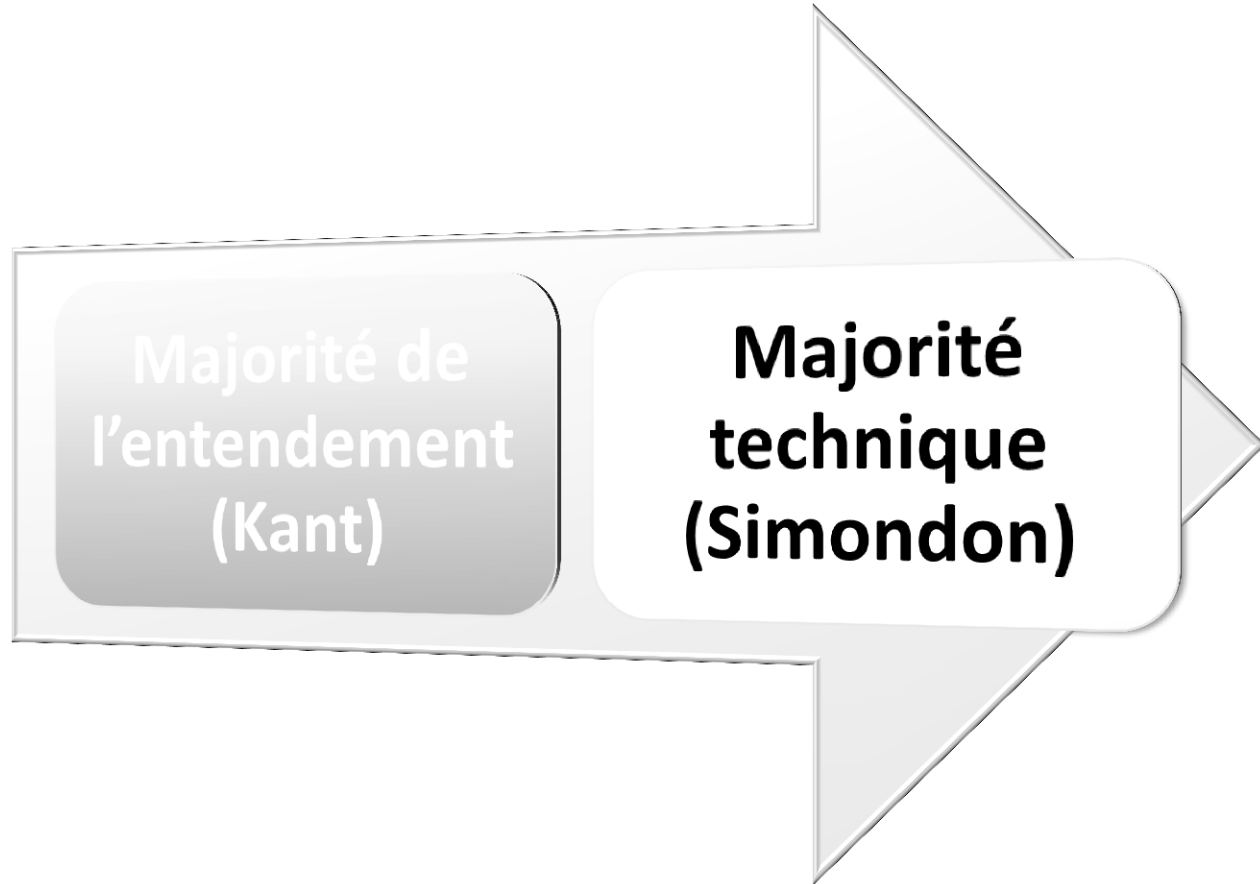 Majorité de
l’entendement
(Kant)
Majorité
technique
(Simondon)